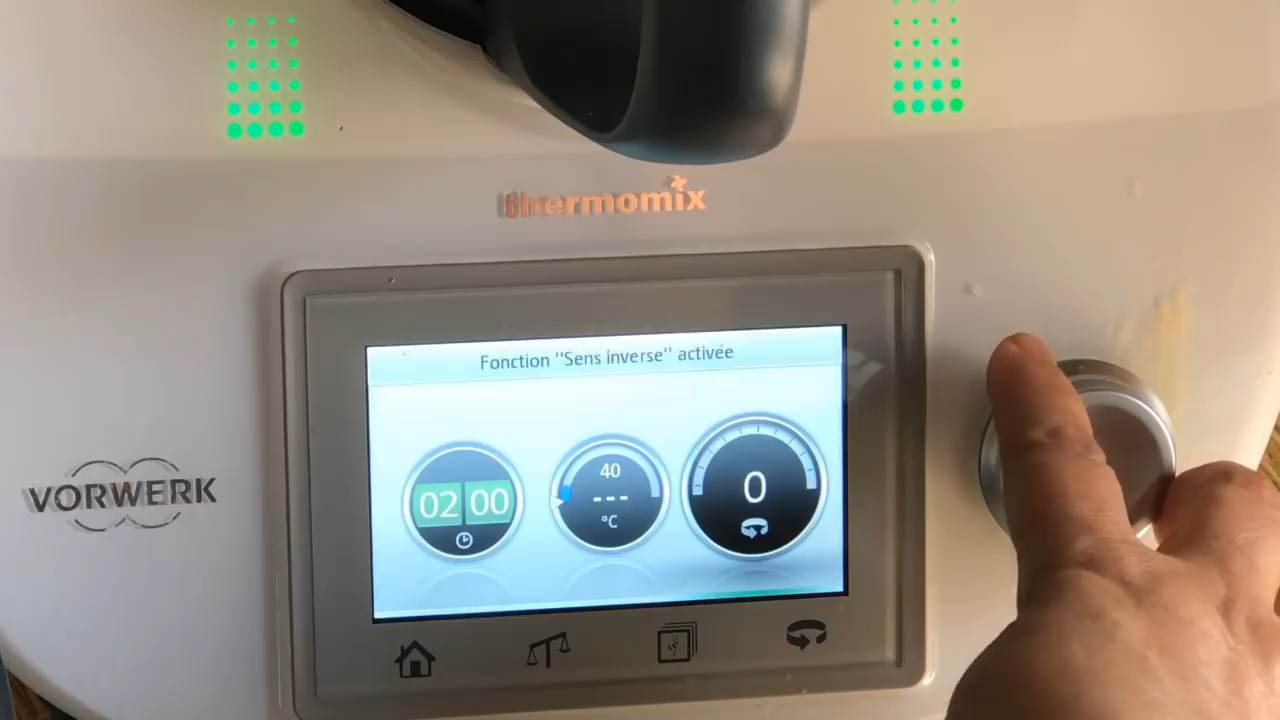 thermomix
Fonction "Sens inverse" activée
02 00
40
---
°C
0
VORWERK